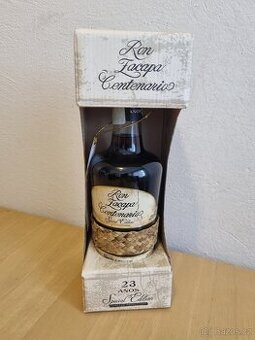 Ron
Zacapa
Centenario
Ron
Zacapa
Centenario
23
AÑOS
Special Edition